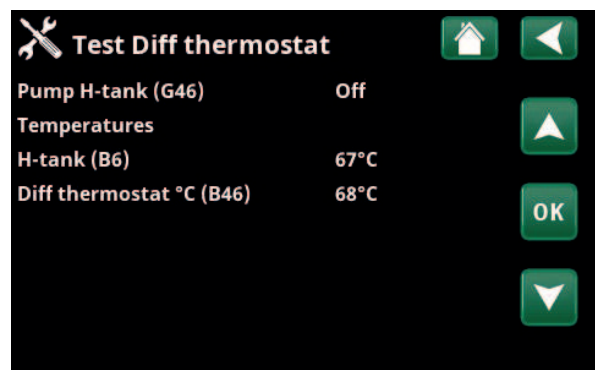 Test Diff thermostat
Pump H-tank (G46) Off
Temperatures
H-tank (B6) 67°C
Diff thermostat °C (B46) 68°C
OK